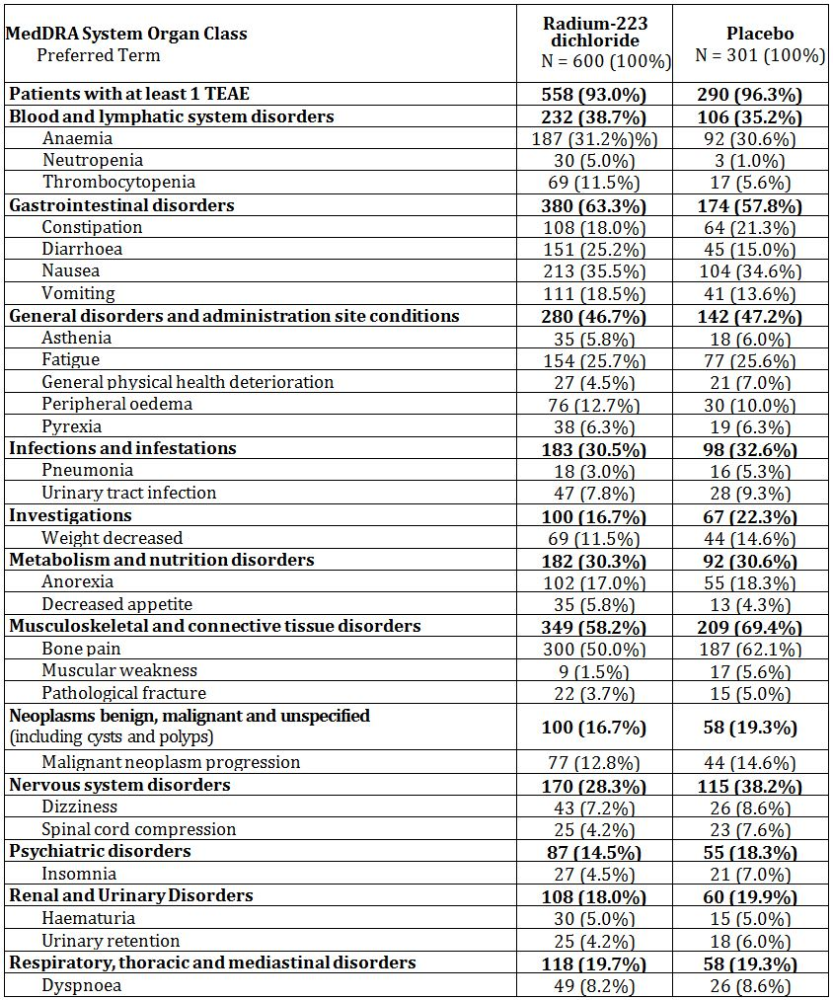 MedDRA System Organ Class
Preferred Term
Radium-223
dichloride
N = 600 (100%)
Placebo
N = 301 (100%)
Patients with at least 1 TEAE 558 (93.0%) 290 (96.3%)
Blood and lymphatic system disorders 232 (38.7%) 106 (35.2%)
Anaemia 187 (31.2%)%) 92 (30.6%)
Neutropenia 30 (5.0%) 3 (1.0%)
Thrombocytopenia 69 (11.5%) 17 (5.6%)
Gastrointestinal disorders 380 (63.3%) 174 (57.8%)
Constipation 108 (18.0%) 64 (21.3%)
Diarrhoea 151 (25.2%) 45 (15.0%)
Nausea 213 (35.5%) 104 (34.6%)
Vomiting 111 (18.5%) 41 (13.6%)
General disorders and administration site conditions 280 (46.7%) 142 (47.2%)
Asthenia 35 (5.8%) 18 (6.0%)
Fatigue 154 (25.7%) 77 (25.6%)
General physical health deterioration 27 (4.5%) 21 (7.0%)
Peripheral oedema 76 (12.7%) 30 (10.0%)
Pyrexia 38 (6.3%) 19 (6.3%)
Infections and infestations 183 (30.5%) 98 (32.6%)
Pneumonia 18 (3.0%) 16 (5.3%)
Urinary tract infection 47 (7.8%) 28 (9.3%)
Investigations 100 (16.7%) 67 (22.3%)
Weight decreased 69 (11.5%) 44 (14.6%)
Metabolism and nutrition disorders 182 (30.3%) 92 (30.6%)
Anorexia 102 (17.0%) 55 (18.3%)
Decreased appetite 35 (5.8%) 13 (4.3%)
Musculoskeletal and connective tissue disorders 349 (58.2%) 209 (69.4%)
Bone pain 300 (50.0%) 187 (62.1%)
Muscular weakness 9 (1.5%) 17 (5.6%)
Pathological fracture 22 (3.7%) 15 (5.0%)
Neoplasms benign, malignant and unspecified
(including cysts and polyps) 100 (16.7%) 58 (19.3%)
Malignant neoplasm progression 77 (12.8%) 44 (14.6%)
Nervous system disorders 170 (28.3%) 115 (38.2%)
Dizziness 43 (7.2%) 26 (8.6%)
Spinal cord compression 25 (4.2%) 23 (7.6%)
Psychiatric disorders 87 (14.5%) 55 (18.3%)
Insomnia 27 (4.5%) 21 (7.0%)
Renal and Urinary Disorders 108 (18.0%) 60 (19.9%)
Haematuria 30 (5.0%) 15 (5.0%)
Urinary retention 25 (4.2%) 18 (6.0%)
Respiratory, thoracic and mediastinal disorders 118 (19.7%) 58 (19.3%)
Dyspnoea 49 (8.2%) 26 (8.6%)